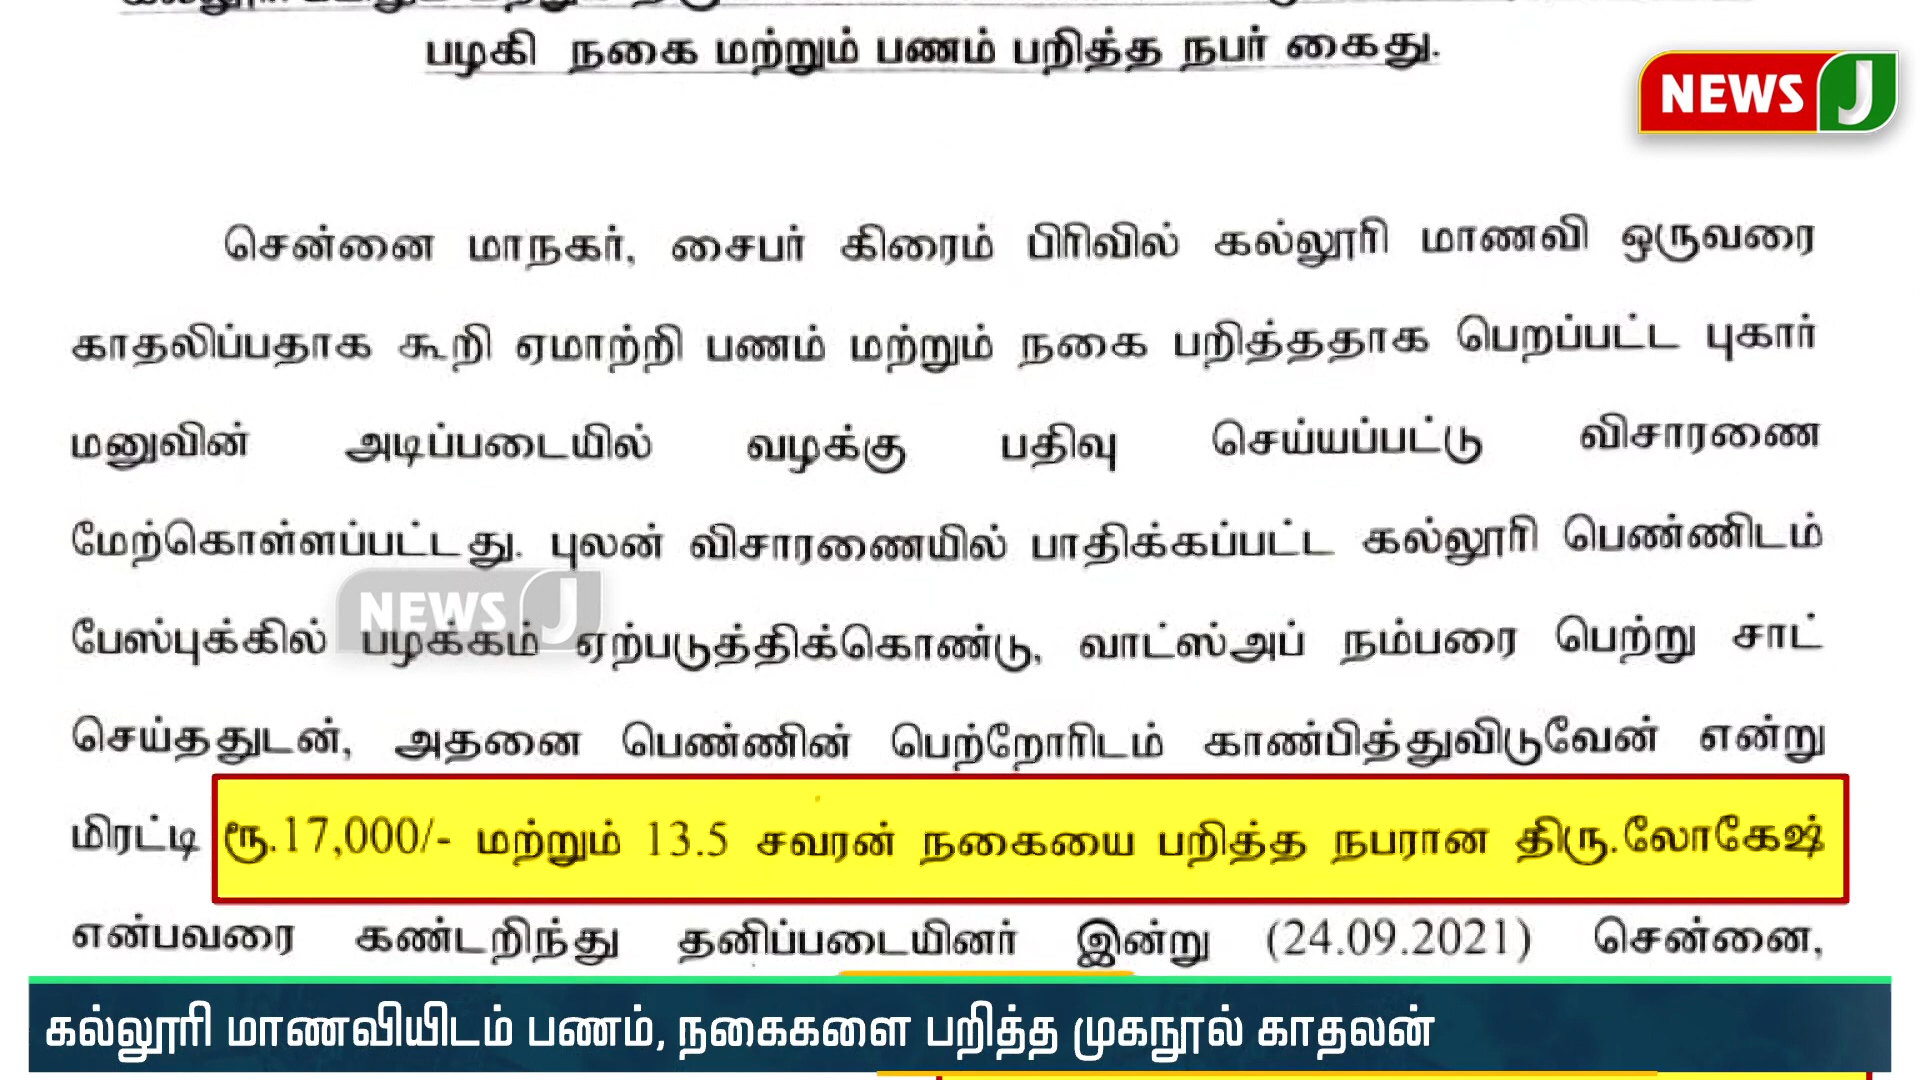 பழகி நகை மற்றும் பணம் பறித்த நபர் கைது.
NEWS J
சென்னை மாநகர், சைபர் கிரைம் பிரிவில் கல்லூரி மாணவி ஒருவரை
காதலிப்பதாக கூறி ஏமாற்றி பணம் மற்றும் நகை பறித்ததாக பெறப்பட்ட புகார்
மனுவின் அடிப்படையில் வழக்கு பதிவு செய்யப்பட்டு விசாரணை
மேற்கொள்ளப்பட்டது. புலன் விசாரணையில் பாதிக்கப்பட்ட கல்லூரி பெண்ணிடம்
NEWS J
பேஸ்புக்கில் பழக்கம் ஏற்படுத்திக்கொண்டு, வாட்ஸ்அப் நம்பரை பெற்று சாட்
செய்ததுடன், அதனை பெண்ணின் பெற்றோரிடம் காண்பித்துவிடுவேன் என்று
மிரட்டி ரூ.17,000/- மற்றும் 13.5 சவரன் நகையை பறித்த நபரான திரு.லோகேஷ்
என்பவரை கண்டறிந்து தனிப்படையினர் இன்று (24.09.2021) சென்னை,
கல்லூரி மாணவியிடம் பணம், நகைகளை பறித்த முகநூல் காதலன்